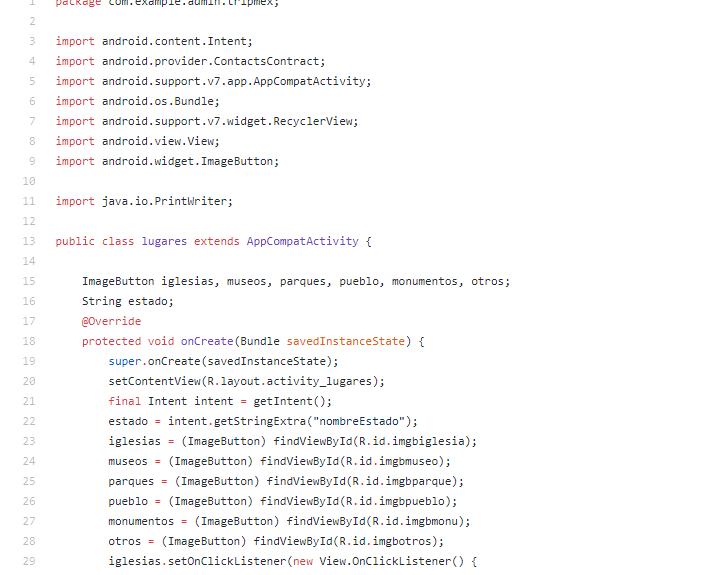 1 package com.example.admin.tripmex;
2
3 import android.content.Intent;
4 import android.provider.ContactsContract;
5 import android.support.v7.app.AppCompatActivity;
6 import android.os.Bundle;
7 import android.support.v7.widget.RecyclerView;
8 import android.view.View;
9 import android.widget.ImageButton;
10
11 import java.io.PrintWriter;
12
13 public class lugares extends AppCompatActivity {
14
15 ImageButton iglesias, museos, parques, pueblo, monumentos, otros;
16 String estado;
17 @Override
18 protected void onCreate(Bundle savedInstanceState) {
19 super.onCreate(savedInstanceState);
20 setContentView(R.layout.activity_lugares);
21 final Intent intent = getIntent();
22 estado = intent.getStringExtra("nombreEstado");
23 iglesias = (ImageButton) findViewById(R.id.imgbiglesia);
24 museos = (ImageButton) findViewById(R.id.imgbmuseo);
25 parques = (ImageButton) findViewById(R.id.imgbparque);
26 pueblo = (ImageButton) findViewById(R.id.imgbpueblo);
27 monumentos = (ImageButton) findViewById(R.id.imgbmonu);
28 otros = (ImageButton) findViewById(R.id.imgbotros);
29 iglesias.setOnClickListener(new View.OnClickListener() {